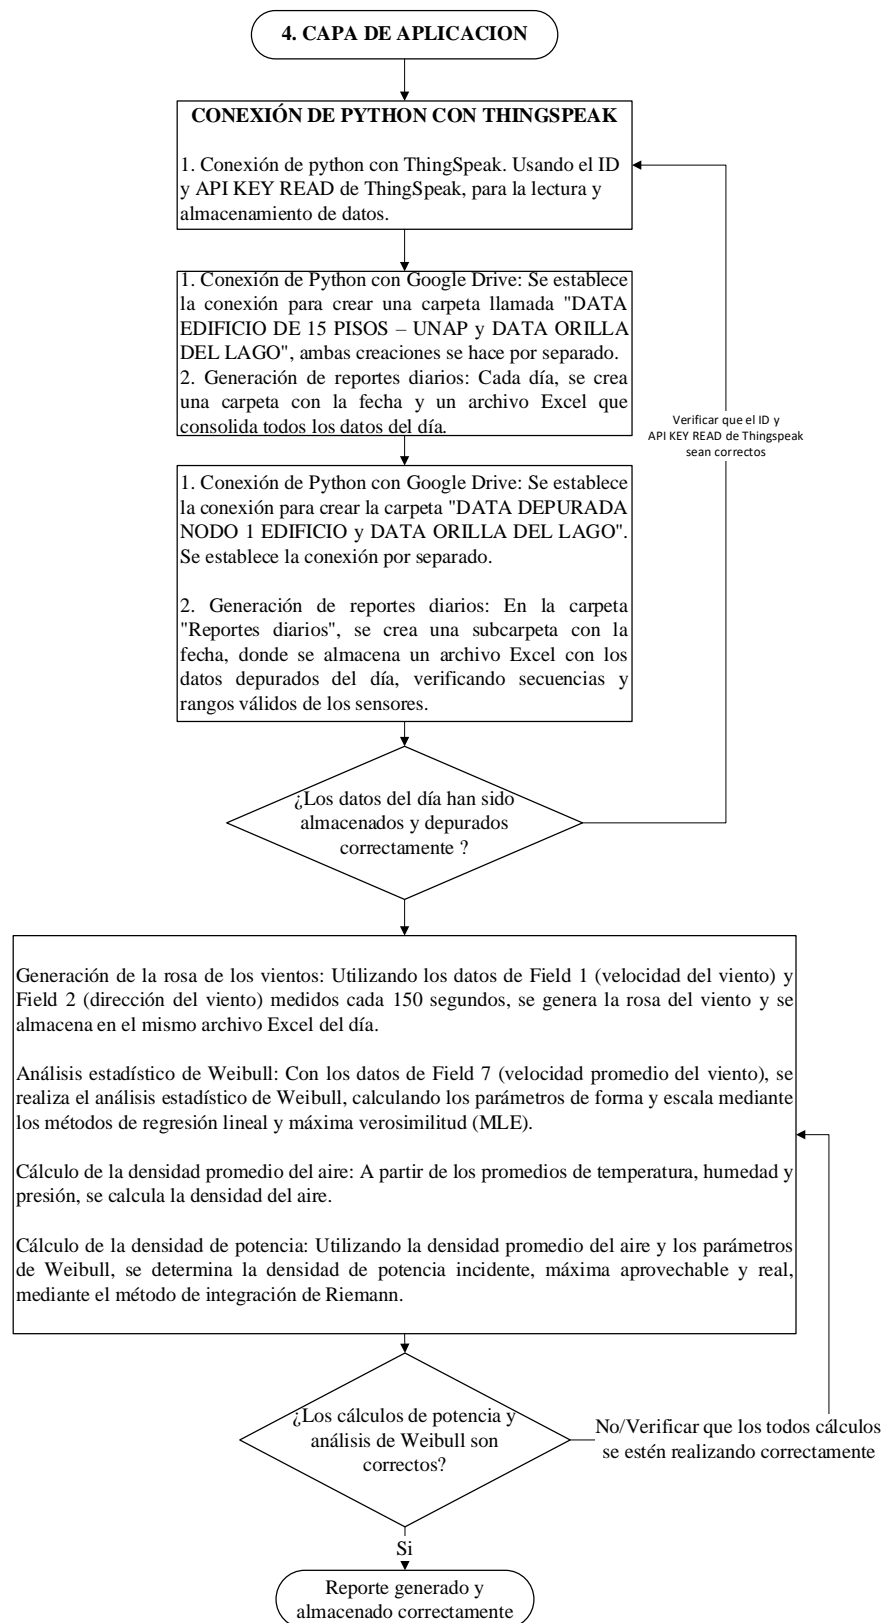 4. CAPA DE APLICACION
CONEXIÓN DE PYTHON CON THINGSPEAK
1. Conexión de python con ThingSpeak. Usando el ID
y API KEY READ de ThingSpeak, para la lectura y
almacenamiento de datos.
1. Conexión de Python con Google Drive: Se establece
la conexión para crear una carpeta llamada "DATA
EDIFICIO DE 15 PISOS – UNAP y DATA ORILLA
DEL LAGO", ambas creaciones se hace por separado.
2. Generación de reportes diarios: Cada día, se crea
una carpeta con la fecha y un archivo Excel que
consolida todos los datos del día.
Verificar que el ID y
API KEY READ de Thingspeak
sean correctos
1. Conexión de Python con Google Drive: Se establece
la conexión para crear la carpeta "DATA DEPURADA
NODO 1 EDIFICIO y DATA ORILLA DEL LAGO".
Se establece la conexión por separado.
2. Generación de reportes diarios: En la carpeta
"Reportes diarios", se crea una subcarpeta con la
fecha, donde se almacena un archivo Excel con los
datos depurados del día, verificando secuencias y
rangos válidos de los sensores.
¿Los datos del día han sido
almacenados y depurados
correctamente ?
Generación de la rosa de los vientos: Utilizando los datos de Field 1 (velocidad del viento) y
Field 2 (dirección del viento) medidos cada 150 segundos, se genera la rosa del viento y se
almacena en el mismo archivo Excel del día.
Análisis estadístico de Weibull: Con los datos de Field 7 (velocidad promedio del viento), se
realiza el análisis estadístico de Weibull, calculando los parámetros de forma y escala mediante
los métodos de regresión lineal y máxima verosimilitud (MLE).
Cálculo de la densidad promedio del aire: A partir de los promedios de temperatura, humedad y
presión, se calcula la densidad del aire.
Cálculo de la densidad de potencia: Utilizando la densidad promedio del aire y los parámetros
de Weibull, se determina la densidad de potencia incidente, máxima aprovechable y real,
mediante el método de integración de Riemann.
¿Los cálculos de potencia y
análisis de Weibull son
correctos?
No/Verificar que los todos cálculos
se estén realizando correctamente
Si
Reporte generado y
almacenado correctamente